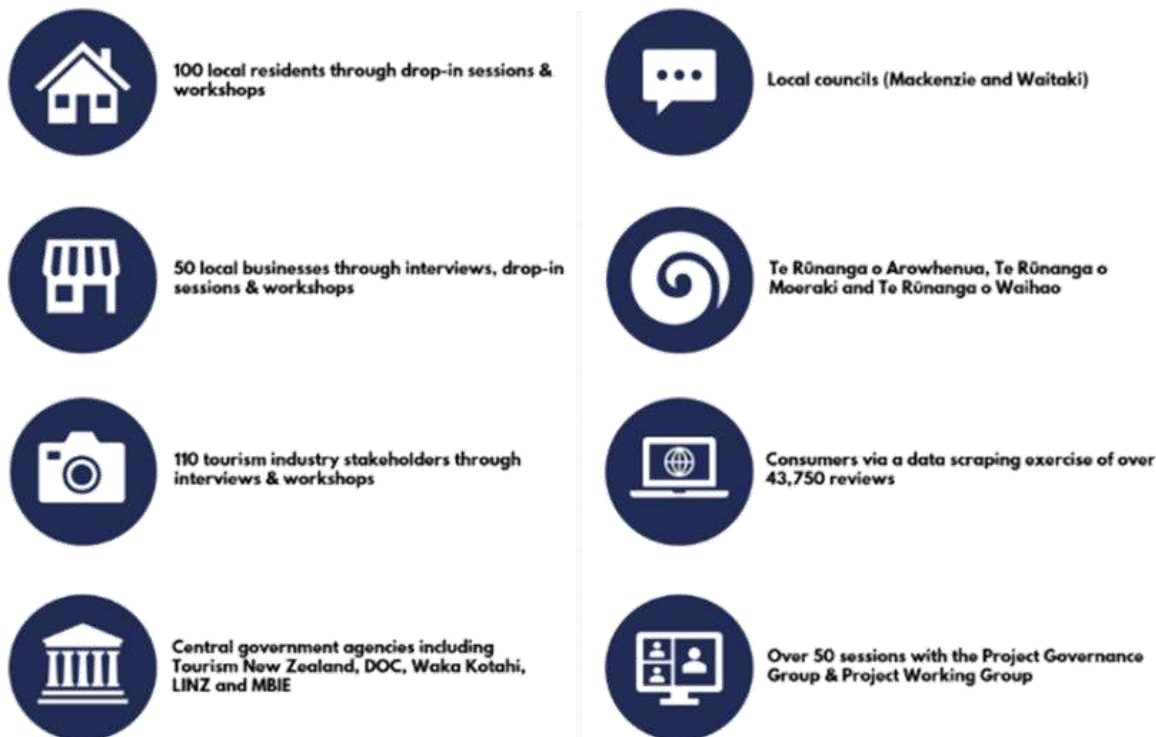 100 local residents through drop-in sessions &
workshops
50 local businesses through interviews, drop-in
sessions & workshops
110 tourism industry stakeholders through
interviews & workshops
Central government agencies including
Tourism New Zealand, DOC, Waka Kotahi,
LINZ and MBIE
Local councils (Mackenzie and Waitaki)
Te Rūnanga o Arowhenua, Te Rūnanga o
Moeraki and Te Rūnanga o Waihao
Consumers via a data scraping exercise of over
43,750 reviews
Over 50 sessions with the Project Governance
Group & Project Working Group